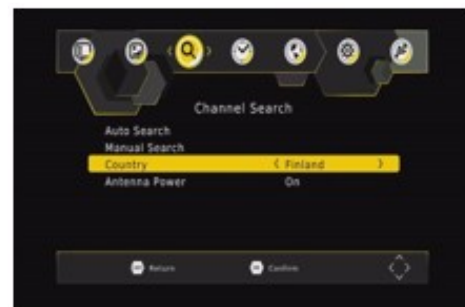 Channel Search
Auto Search
Manual Search
Country < Finland >
Antenna Power On
Return Confirm